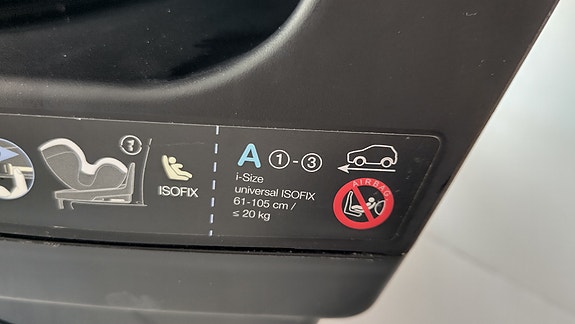 ISOFIX
A ① - ③
i-Size
universal ISOFIX
61-105 cm /
≤ 20 kg
AIRBAG